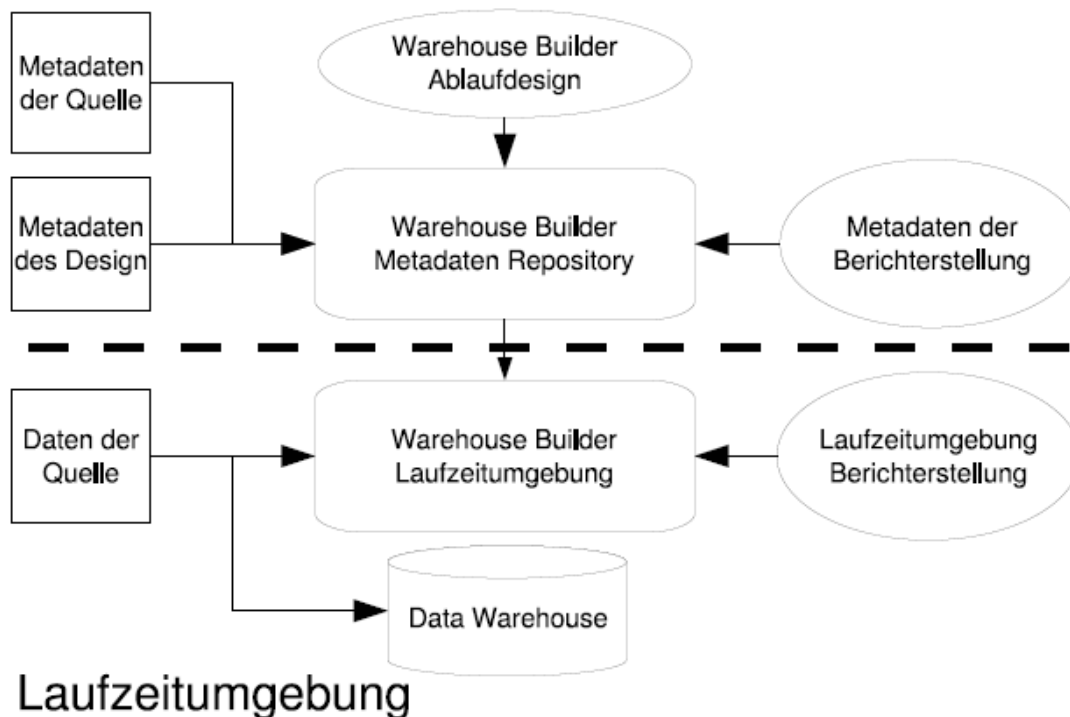 Metadaten
der Quelle
Warehouse Builder
Ablaufdesign
Metadaten
des Design
Warehouse Builder
Metadaten Repository
Metadaten der
Berichterstellung
Daten der
Quelle
Warehouse Builder
Laufzeitumgebung
Laufzeitumgebung
Berichterstellung
Data Warehouse
Laufzeitumgebung